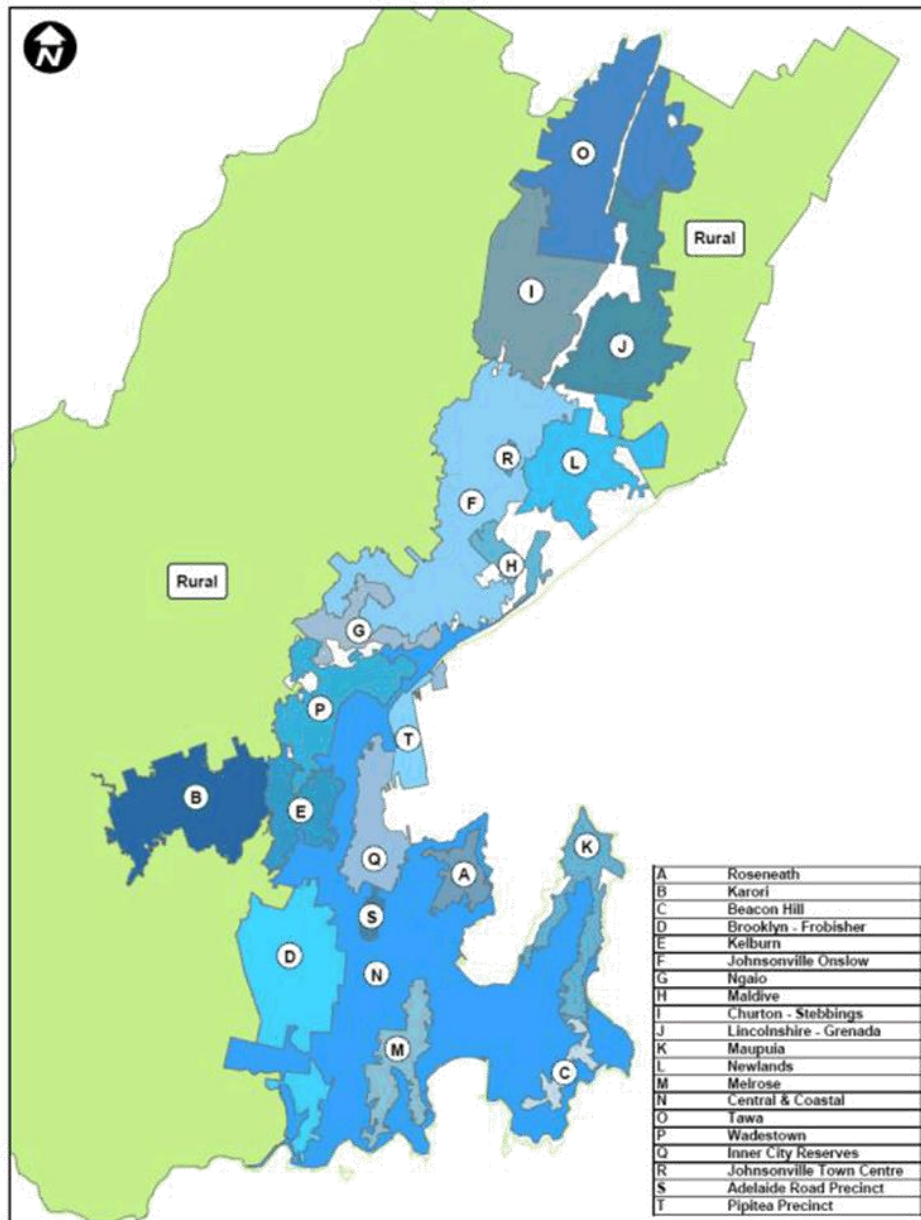 N
O
Rural
I
J
R
L
F
H
Rural
G
P
T
B
E
K
Q
A
S
D
N
M
C
A Roseneath
B Karori
C Beacon Hill
D Brooklyn - Frobisher
E Kelburn
F Johnsonville Onslow
G Ngaio
H Maldive
I Churton - Stebbings
J Lincolnshire - Grenada
K Maupuia
L Newlands
M Melrose
N Central & Coastal
O Tawa
P Wadestown
Q Inner City Reserves
R Johnsonville Town Centre
S Adelaide Road Precinct
T Pipitea Precinct